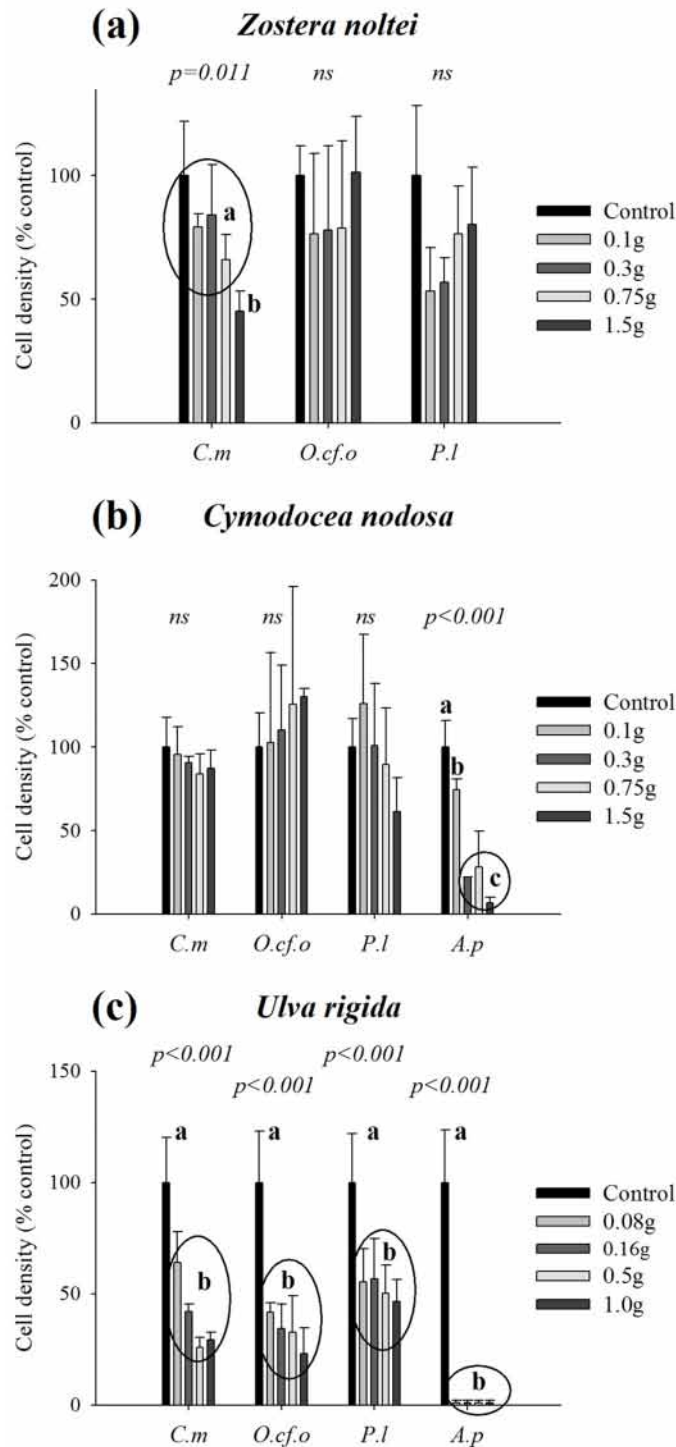 (a) Zostera noltei
p=0.011 ns ns
Cell density (% control)
100
50
0
a
b
C.m O.cf.o P.l
Control
0.1g
0.3g
0.75g
1.5g
(b) Cymodocea nodosa
Cell density (% control)
200
150
100
50
0
ns ns ns p<0.001
a
b
c
C.m O.cf.o P.l A.p
Control
0.1g
0.3g
0.75g
1.5g
(c) Ulva rigida
p<0.001 p<0.001 p<0.001 p<0.001
Cell density (% control)
150
100
50
0
a a a a
b b b b
C.m O.cf.o P.l A.p
Control
0.08g
0.16g
0.5g
1.0g